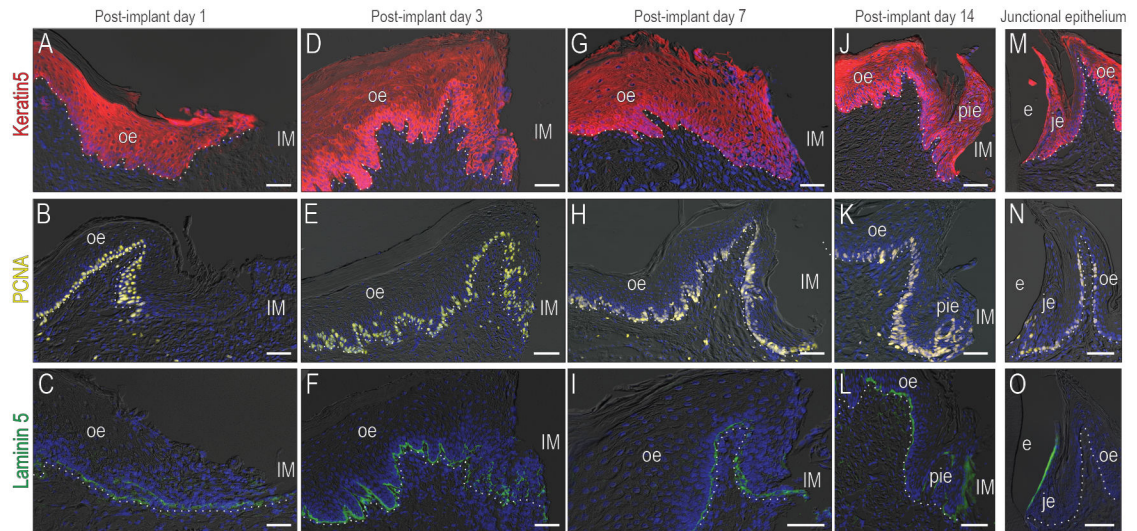 Post-implant day 1 Post-implant day 3 Post-implant day 7 Post-implant day 14 Junctional epithelium
Keratin5
A oe IM
D oe IM
G oe IM
J oe pie IM
M e je oe
PCNA
B oe IM
E oe IM
H oe IM
K oe pie IM
N e je oe
Laminin 5
C oe IM
F oe IM
I oe IM
L oe pie IM
O e je oe